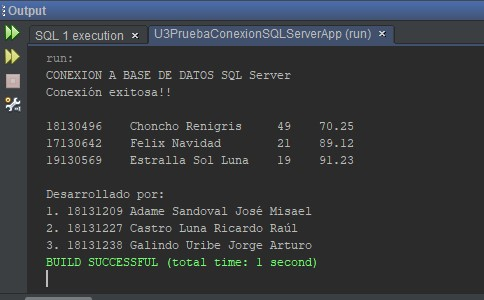 Output
SQL 1 execution × U3PruebaConexionSQLServerApp (run) ×
run:
CONEXION A BASE DE DATOS SQL Server
Conexión exitosa!!
18130496 Choncho Renigris 49 70.25
17130642 Felix Navidad 21 89.12
19130569 Estralla Sol Luna 19 91.23
Desarrollado por:
1. 18131209 Adame Sandoval José Misael
2. 18131227 Castro Luna Ricardo Raúl
3. 18131238 Galindo Uribe Jorge Arturo
BUILD SUCCESSFUL (total time: 1 second)